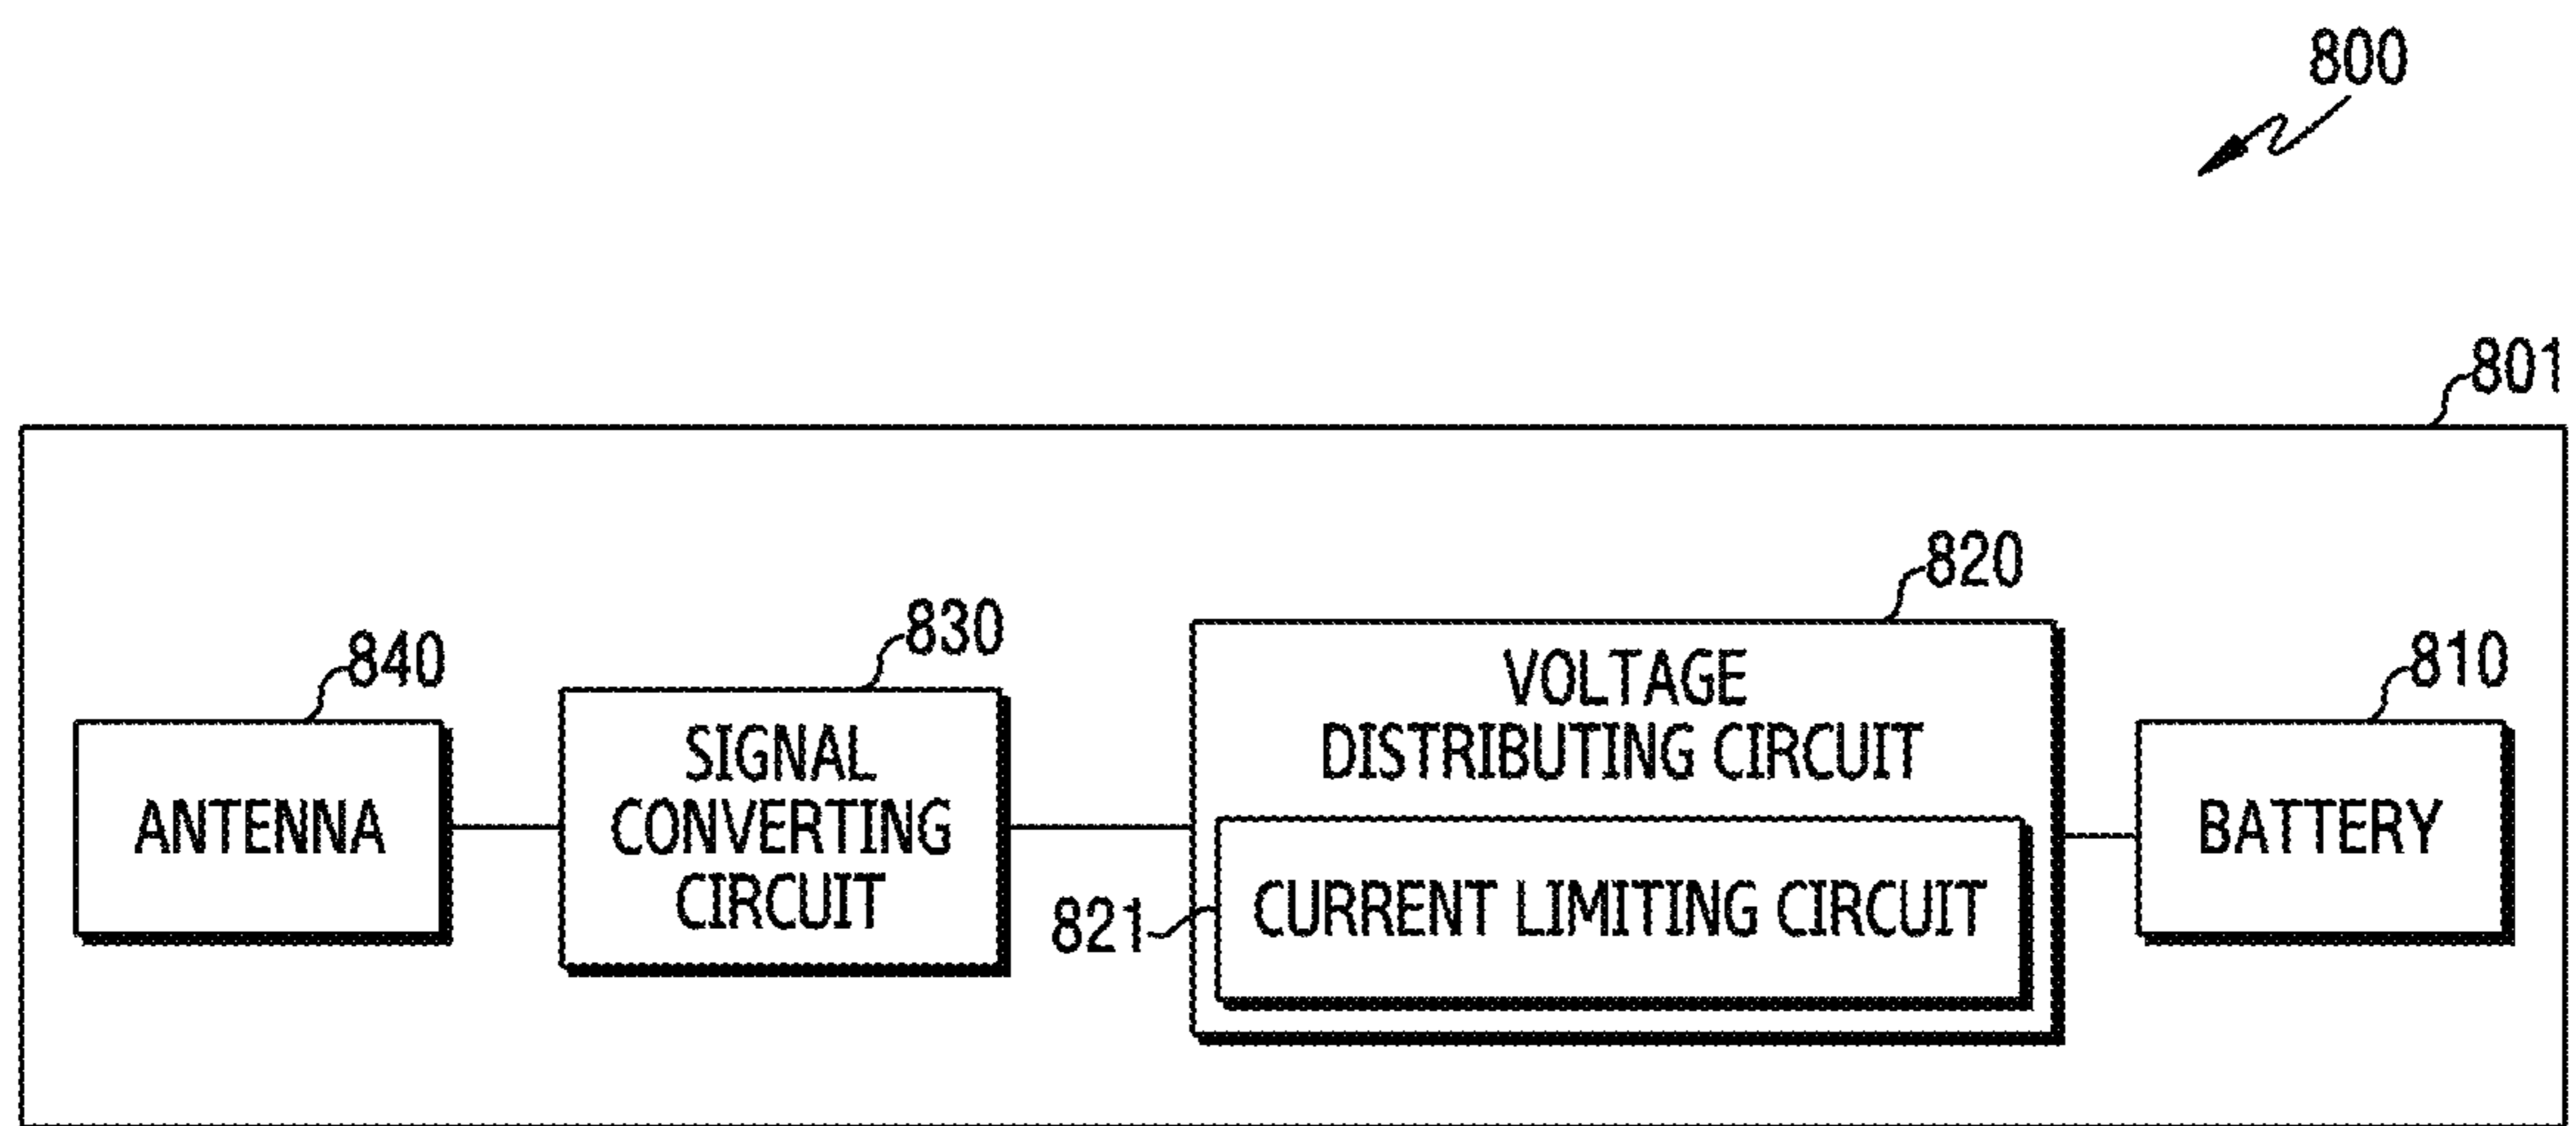 800
801
840
ANTENNA
830
SIGNAL
CONVERTING
CIRCUIT
820
VOLTAGE
DISTRIBUTING CIRCUIT
821
CURRENT LIMITING CIRCUIT
810
BATTERY